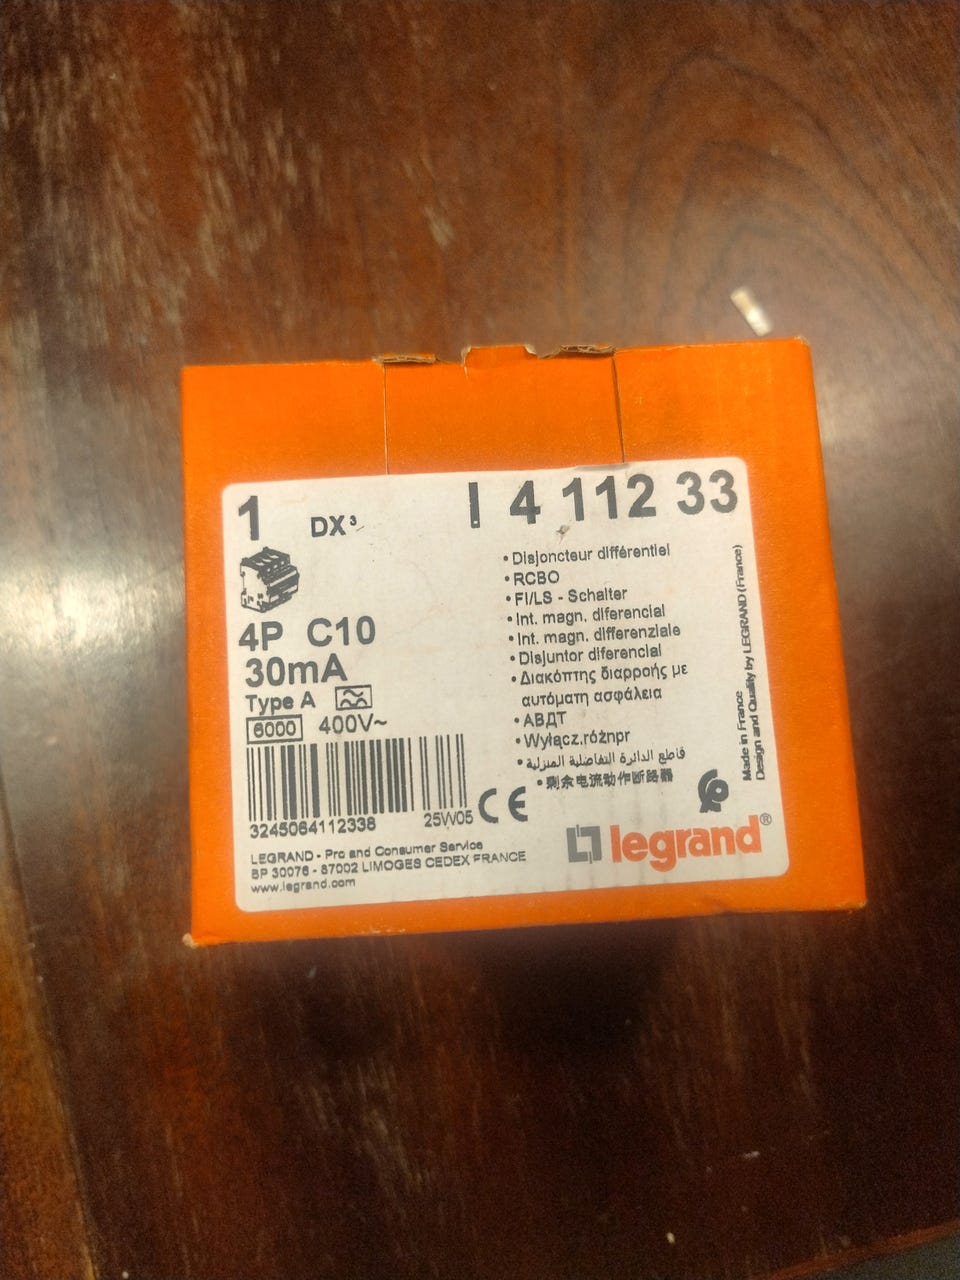 1 DX³ I 4 112 33
4P C10
30mA
Type A
6000 400V~
3245064112338 25W05
CE
LEGRAND - Pro and Consumer Service
BP 30076 - 87002 LIMOGES CEDEX FRANCE
www.legrand.com
• Disjoncteur différentiel
• RCBO
• FI/LS - Schalter
• Int. magn. diferencial
• Int. magn. differenziale
• Disjuntor diferencial
• Διακόπτης διαρροής με
αυτόματη ασφάλεια
• АВДТ
• Wyłącz.różnpr
• قاطع الدائرة التفاضلية المنزلية
• 剩余电流动作断路器
legrand®
Made in France
Design and Quality by LEGRAND (France)